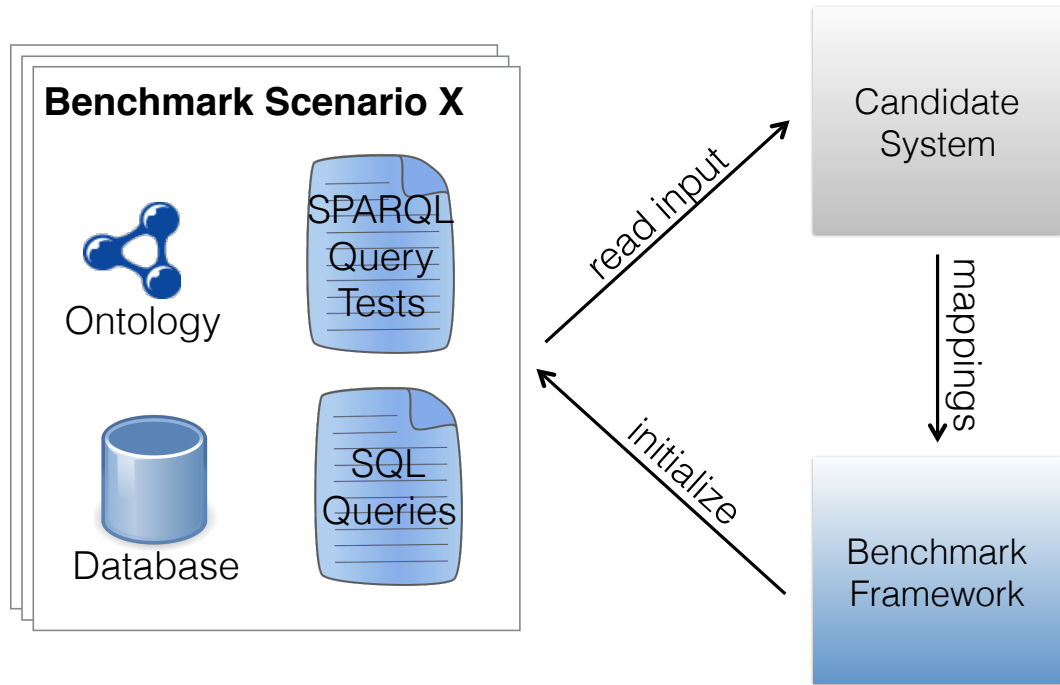 Benchmark Scenario X
Ontology
SPARQL
Query
Tests
Database
SQL
Queries
read input
initialize
Candidate
System
mappings
Benchmark
Framework